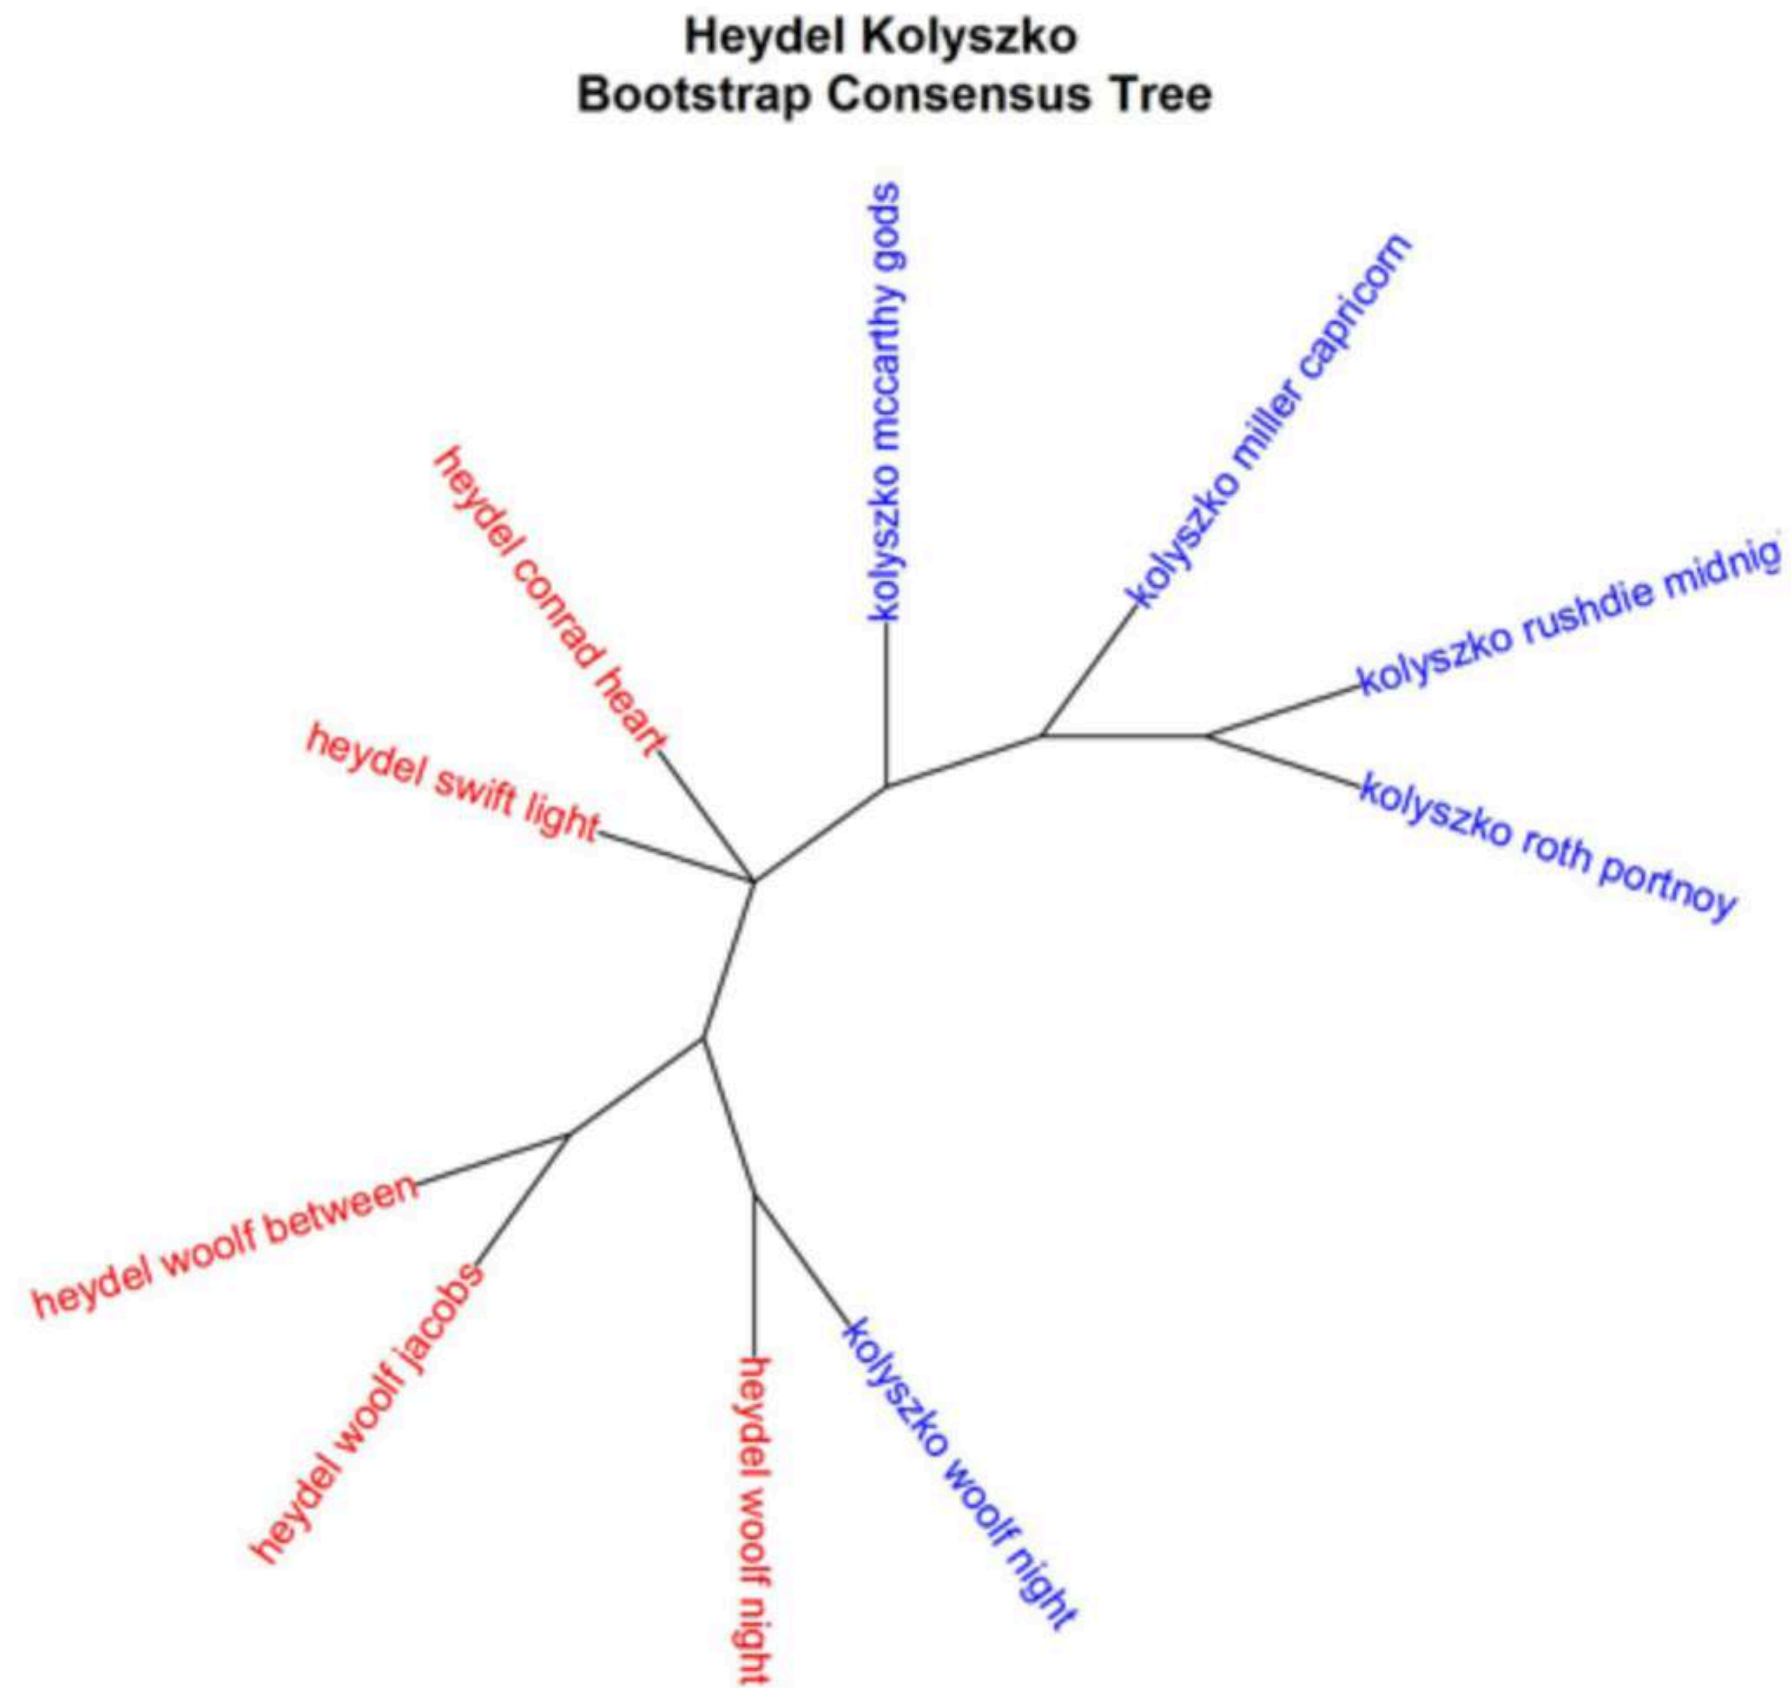 Heydel Kolyszko
Bootstrap Consensus Tree
kolyszko mccarthy gods
kolyszko miller capricorn
heydel conrad heart
kolyszko rushdie midnig
heydel swift light
kolyszko roth portnoy
heydel woolf between
heydel woolf jacobs
heydel woolf night
kolyszko woolf night